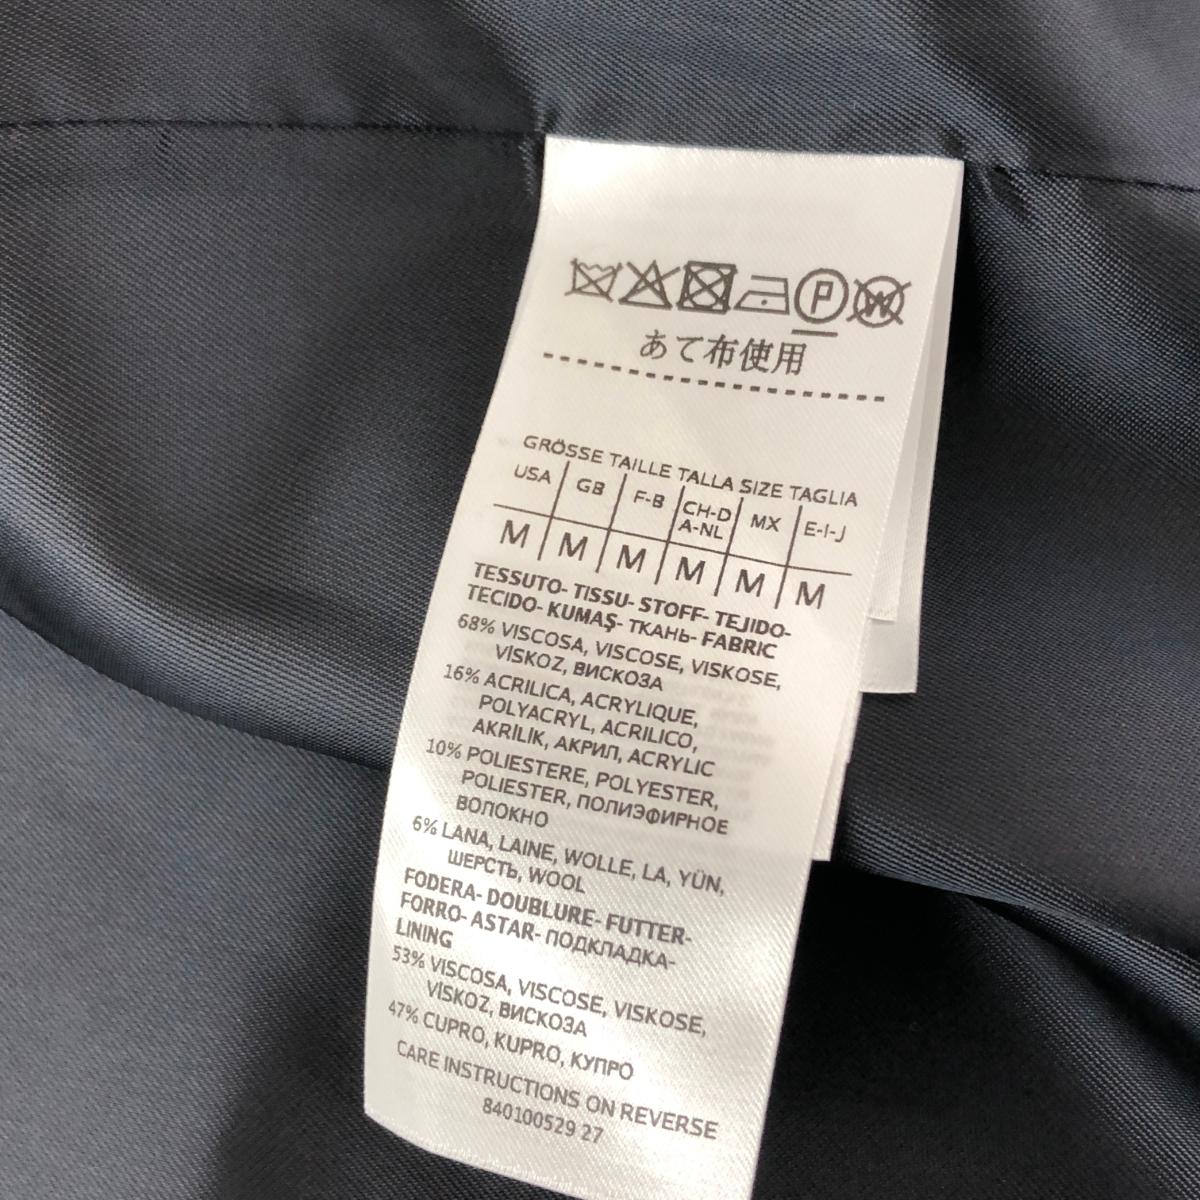 P W
あて布使用
GRÖSSE TAILLE TALLA SIZE TAGLIA
USA GB F-B CH-D A-NL MX E-I-J
M M M M M M
TESSUTO- TISSU- STOFF- TEJIDO-
TECIDO- KUMAŞ- ТКАНЬ- FABRIC
68% VISCOSA, VISCOSE, VISKOSE,
VİSKOZ, ВИСКОЗА
16% ACRILICA, ACRYLIQUE,
POLYACRYL, ACRILICO,
AKRİLİK, АКРИЛ, ACRYLIC
10% POLIESTERE, POLYESTER,
POLIESTER, ПОЛИЭФИРНОЕ
ВОЛОКНО
6% LANA, LAINE, WOLLE, LA, YÜN,
ШЕРСТЬ, WOOL
FODERA- DOUBLURE- FUTTER-
FORRO- ASTAR- ПОДКЛАДКА-
LINING
53% VISCOSA, VISCOSE, VISKOSE,
VİSKOZ, ВИСКОЗА
47% CUPRO, KUPRO, КУПРО
CARE INSTRUCTIONS ON REVERSE
840100529 27